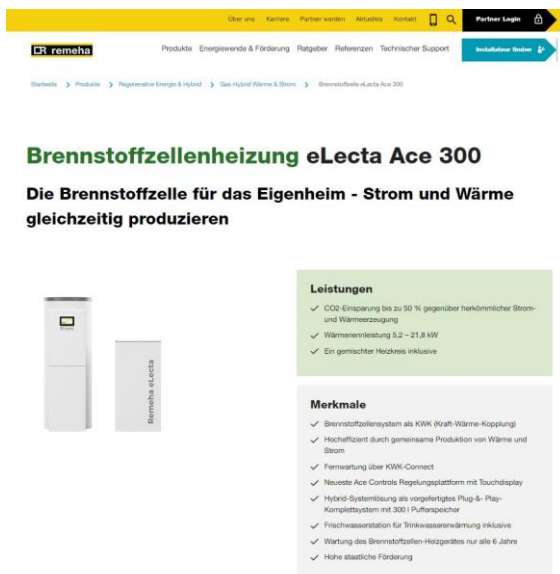 Über uns Karriere Partner werden Aktuelles Kontakt Partner Login
remeha Produkte Energiewende & Förderung Ratgeber Referenzen Technischer Support Installateur finden
Startseite > Produkte > Regenerative Energie & Hybrid > Gas-Hybrid Wärme & Strom > Brennstoffzelle eLecta Ace 300
Brennstoffzellenheizung eLecta Ace 300
Die Brennstoffzelle für das Eigenheim - Strom und Wärme
gleichzeitig produzieren
Remeha eLecta
Leistungen
✓ CO2-Einsparung bis zu 50 % gegenüber herkömmlicher Strom-
und Wärmeerzeugung
✓ Wärmenennleistung 5,2 – 21,8 kW
✓ Ein gemischter Heizkreis inklusive
Merkmale
✓ Brennstoffzellensystem als KWK (Kraft-Wärme-Kopplung)
✓ Hocheffizient durch gemeinsame Produktion von Wärme und
Strom
✓ Fernwartung über KWK-Connect
✓ Neueste Ace Controls Regelungsplattform mit Touchdisplay
✓ Hybrid-Systemlösung als vorgefertigtes Plug-&- Play-
Komplettsystem mit 300 l Pufferspeicher
✓ Frischwasserstation für Trinkwassererwärmung inklusive
✓ Wartung des Brennstoffzellen-Heizgerätes nur alle 6 Jahre
✓ Hohe staatliche Förderung